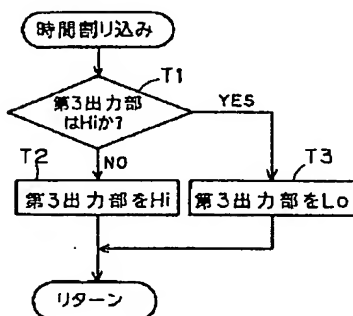 時間割り込み
T1
第3出力部
はHiか?
YES
T2
NO
T3
第3出力部をHi
第3出力部をLo
リターン